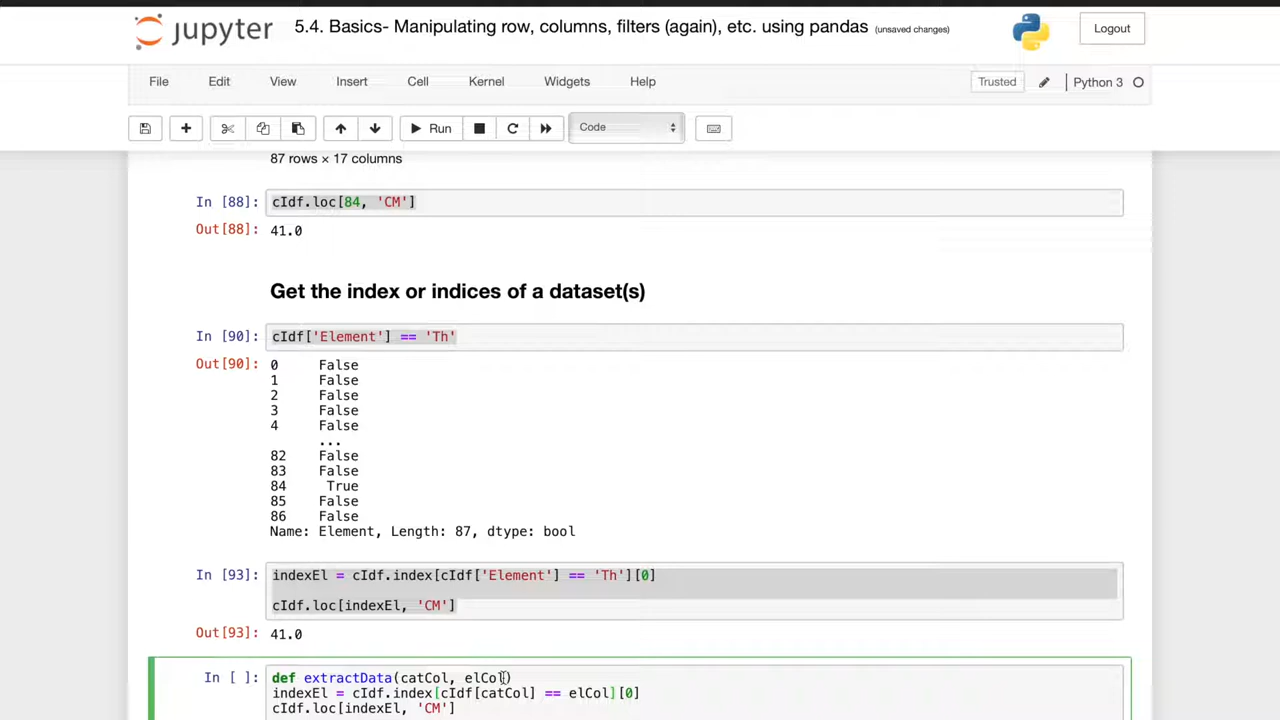 jupyter 5.4. Basics- Manipulating row, columns, filters (again), etc. using pandas (unsaved changes) Logout
File Edit View Insert Cell Kernel Widgets Help Trusted Python 3
Run Code
87 rows × 17 columns
In [88]: cIdf.loc[84, 'CM']
Out[88]: 41.0
Get the index or indices of a dataset(s)
In [90]: cIdf['Element'] == 'Th'
Out[90]: 0 False
1 False
2 False
3 False
4 False
...
82 False
83 False
84 True
85 False
86 False
Name: Element, Length: 87, dtype: bool
In [93]: indexEl = cIdf.index[cIdf['Element'] == 'Th'][0]
cIdf.loc[indexEl, 'CM']
Out[93]: 41.0
In [ ]: def extractData(catCol, elCol)
indexEl = cIdf.index[cIdf[catCol] == elCol][0]
cIdf.loc[indexEl, 'CM']